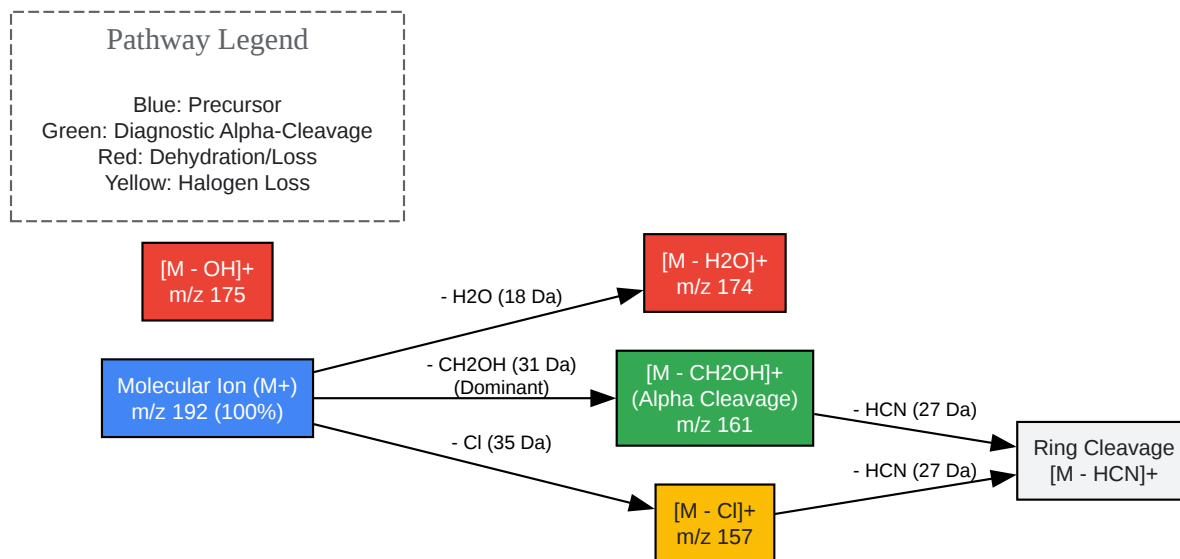 Pathway Legend
Blue: Precursor
Green: Diagnostic Alpha-Cleavage
Red: Dehydration/Loss
Yellow: Halogen Loss
[M - OH]+
m/z 175
[M - H2O]+
m/z 174
- H2O (18 Da)
Molecular Ion (M+)
m/z 192 (100%)
- CH2OH (31 Da)
(Dominant)
[M - CH2OH]+
(Alpha Cleavage)
m/z 161
- HCN (27 Da)
- Cl (35 Da)
- HCN (27 Da)
Ring Cleavage
[M - HCN]+
[M - Cl]+
m/z 157